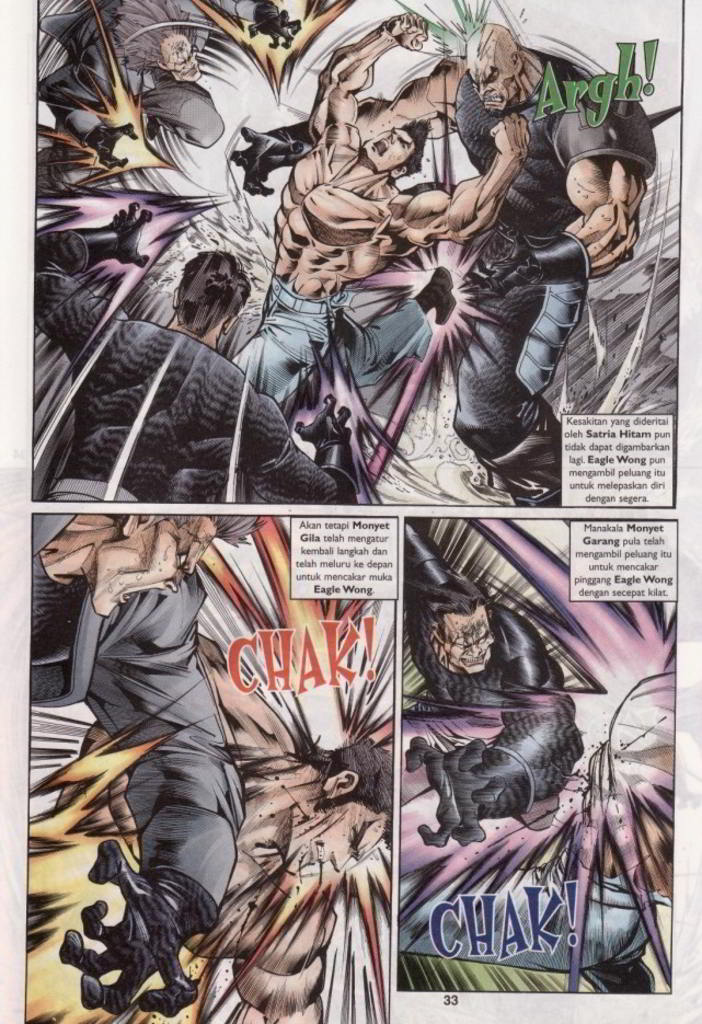 Argh!
Kesakitan yang dideritai
oleh Satria Hitam pun
tidak dapat digambarkan
lagi. Eagle Wong pun
mengambil peluang itu
untuk melepaskan diri
dengan segera.
Akan tetapi Monyet
Gila telah mengatur
kembali langkah dan
telah meluru ke depan
untuk mencakar muka
Eagle Wong.
CHAK!
Manakala Monyet
Garang pula telah
mengambil peluang itu
untuk mencakar
pinggang Eagle Wong
dengan secepat kilat.
CHAK!
33